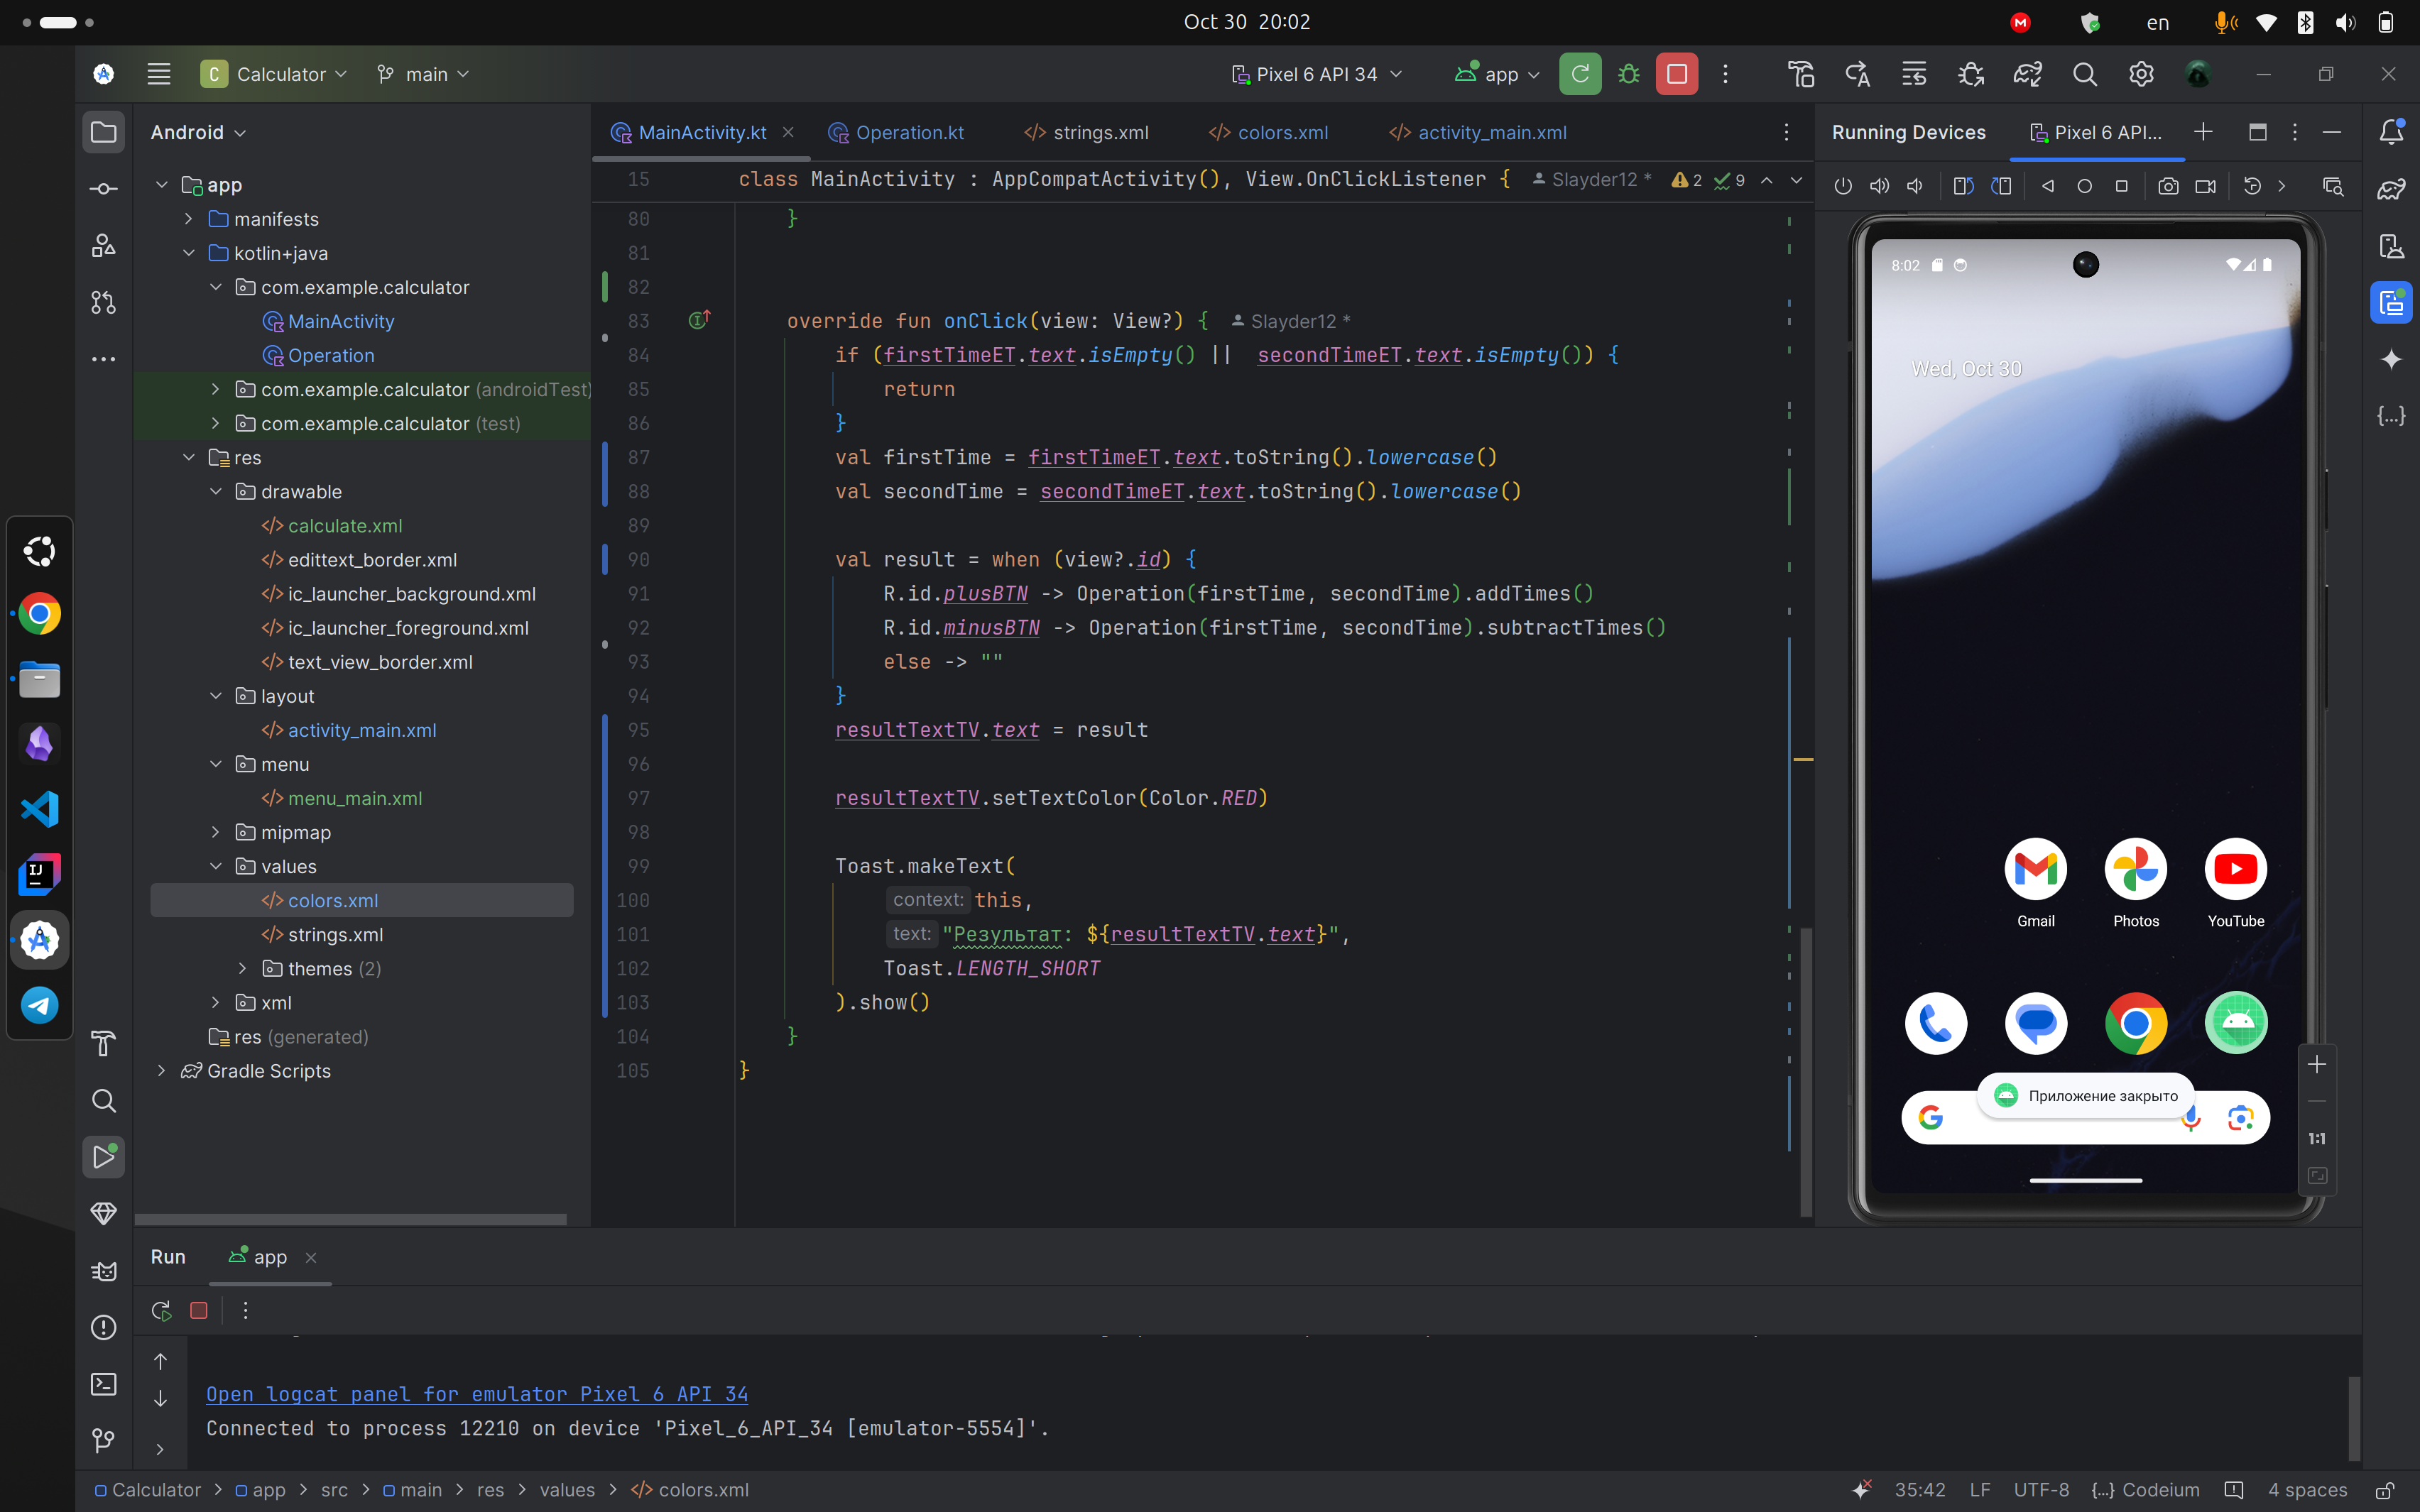 Oct 30 20:02
en
C Calculator
main
Pixel 6 API 34
app
Android
MainActivity.kt
Operation.kt
strings.xml
colors.xml
activity_main.xml
Running Devices
Pixel 6 API...
app
manifests
kotlin+java
com.example.calculator
MainActivity
Operation
com.example.calculator (androidTest)
com.example.calculator (test)
res
drawable
calculate.xml
edittext_border.xml
ic_launcher_background.xml
ic_launcher_foreground.xml
text_view_border.xml
layout
activity_main.xml
menu
menu_main.xml
mipmap
values
colors.xml
strings.xml
themes (2)
xml
res (generated)
Gradle Scripts
15 class MainActivity : AppCompatActivity(), View.OnClickListener { Slayder12 * 2 9
80 }
81
82
83 override fun onClick(view: View?) { Slayder12 *
84 if (firstTimeET.text.isEmpty() || secondTimeET.text.isEmpty()) {
85 return
86 }
87 val firstTime = firstTimeET.text.toString().lowercase()
88 val secondTime = secondTimeET.text.toString().lowercase()
89
90 val result = when (view?.id) {
91 R.id.plusBTN -> Operation(firstTime, secondTime).addTimes()
92 R.id.minusBTN -> Operation(firstTime, secondTime).subtractTimes()
93 else -> ""
94 }
95 resultTextTV.text = result
96
97 resultTextTV.setTextColor(Color.RED)
98
99 Toast.makeText(
100 context: this,
101 text: "Результат: ${resultTextTV.text}",
102 Toast.LENGTH_SHORT
103 ).show()
104 }
105 }
8:02
Wed, Oct 30
Gmail
Photos
YouTube
Приложение закрыто
1:1
Run
app
Open logcat panel for emulator Pixel 6 API 34
Connected to process 12210 on device 'Pixel_6_API_34 [emulator-5554]'.
Calculator > app > src > main > res > values > colors.xml
35:42
LF
UTF-8
{...} Codeium
4 spaces